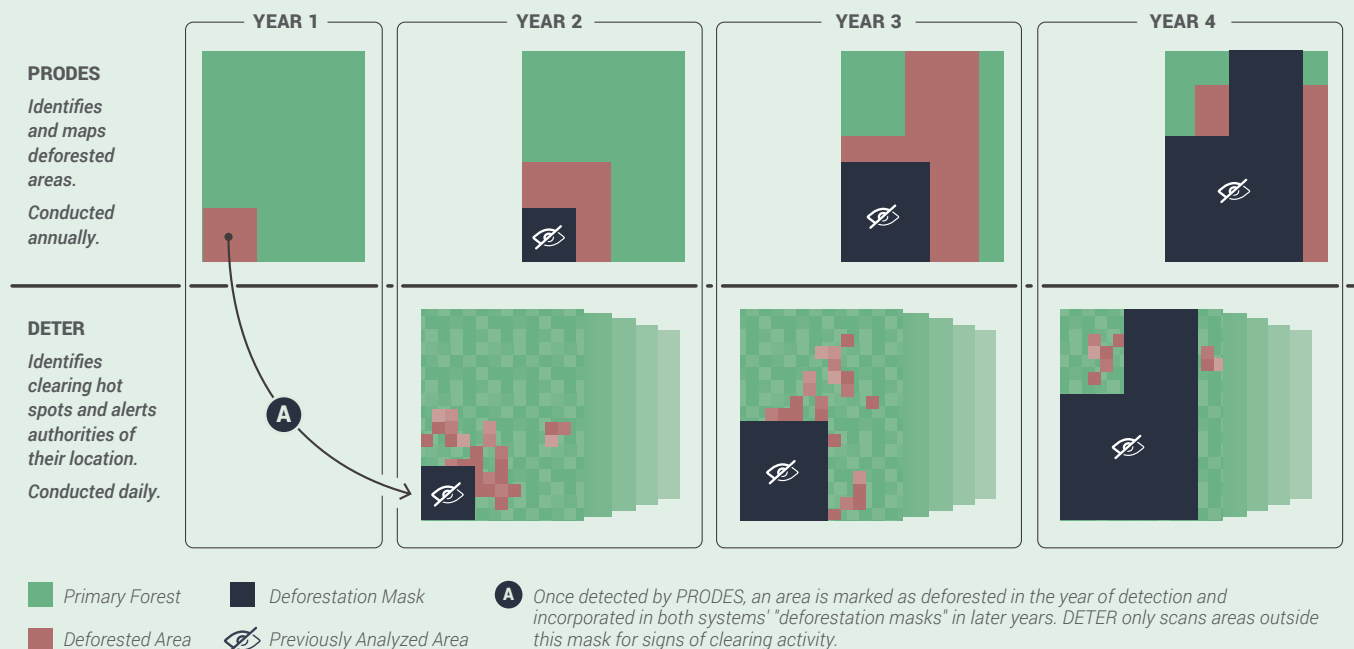 YEAR 1
YEAR 2
YEAR 3
YEAR 4
PRODES
Identifies
and maps
deforested
areas.
Conducted
annually.
DETER
Identifies
clearing hot
spots and alerts
authorities of
their location.
Conducted daily.
A
Primary Forest
Deforested Area
Deforestation Mask
Previously Analyzed Area
A Once detected by PRODES, an area is marked as deforested in the year of detection and
incorporated in both systems' "deforestation masks" in later years. DETER only scans areas outside
this mask for signs of clearing activity.